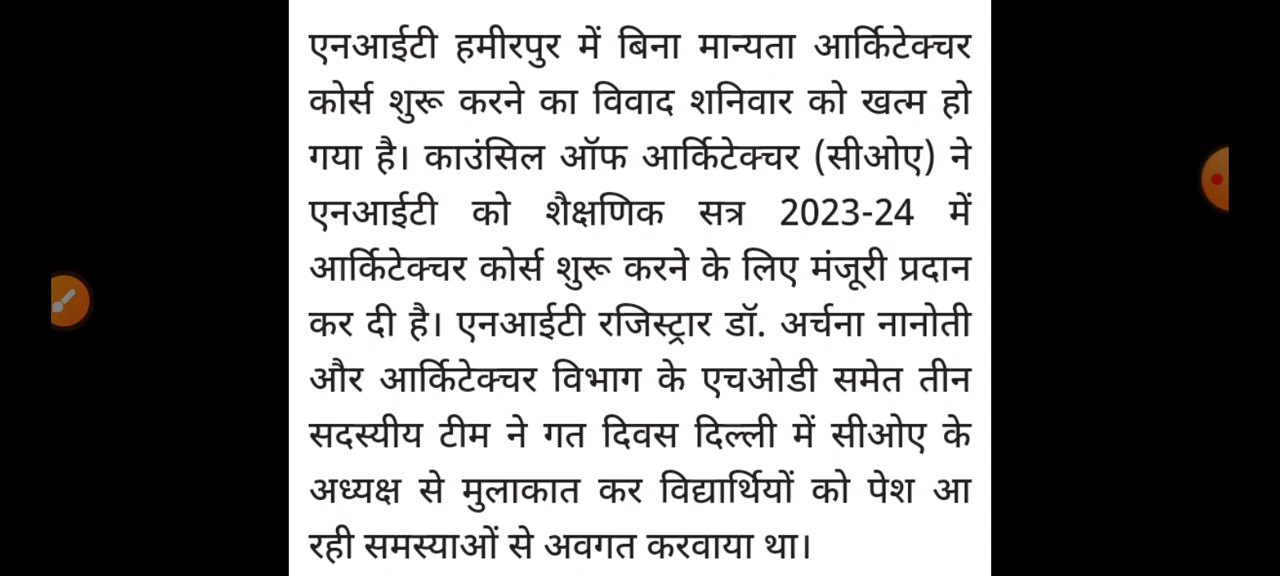 एनआईटी हमीरपुर में बिना मान्यता आर्किटेक्चर
कोर्स शुरू करने का विवाद शनिवार को खत्म हो
गया है। काउंसिल ऑफ आर्किटेक्चर (सीओए) ने
एनआईटी को शैक्षणिक सत्र 2023-24 में
आर्किटेक्चर कोर्स शुरू करने के लिए मंजूरी प्रदान
कर दी है। एनआईटी रजिस्ट्रार डॉ. अर्चना नानोती
और आर्किटेक्चर विभाग के एचओडी समेत तीन
सदस्यीय टीम ने गत दिवस दिल्ली में सीओए के
अध्यक्ष से मुलाकात कर विद्यार्थियों को पेश आ
रही समस्याओं से अवगत करवाया था।